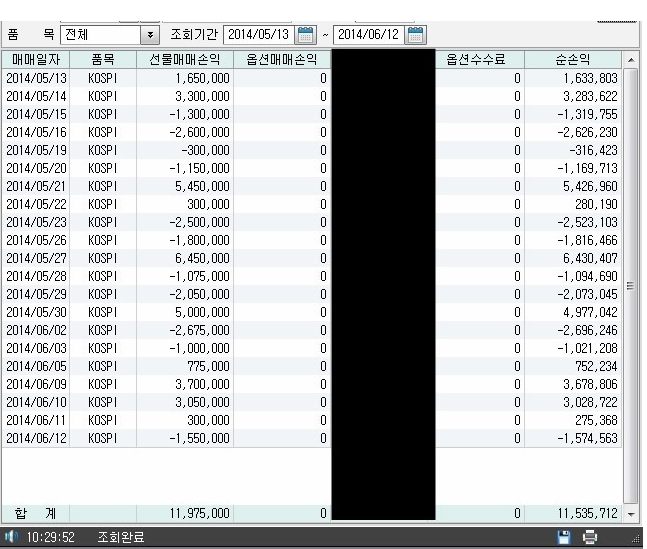 품 목 전체 조회기간 2014/05/13 ~ 2014/06/12
매매일자 품목 선물매매손익 옵션매매손익 옵션수수료 순손익
2014/05/13 KOSPI 1,650,000 0 0 1,633,803
2014/05/14 KOSPI 3,300,000 0 0 3,283,622
2014/05/15 KOSPI -1,300,000 0 0 -1,319,755
2014/05/16 KOSPI -2,600,000 0 0 -2,626,230
2014/05/19 KOSPI -300,000 0 0 -316,423
2014/05/20 KOSPI -1,150,000 0 0 -1,169,713
2014/05/21 KOSPI 5,450,000 0 0 5,426,960
2014/05/22 KOSPI 300,000 0 0 280,190
2014/05/23 KOSPI -2,500,000 0 0 -2,523,103
2014/05/26 KOSPI -1,800,000 0 0 -1,816,466
2014/05/27 KOSPI 6,450,000 0 0 6,430,407
2014/05/28 KOSPI -1,075,000 0 0 -1,094,690
2014/05/29 KOSPI -2,050,000 0 0 -2,073,045
2014/05/30 KOSPI 5,000,000 0 0 4,977,042
2014/06/02 KOSPI -2,675,000 0 0 -2,696,246
2014/06/03 KOSPI -1,000,000 0 0 -1,021,208
2014/06/05 KOSPI 775,000 0 0 752,234
2014/06/09 KOSPI 3,700,000 0 0 3,678,806
2014/06/10 KOSPI 3,050,000 0 0 3,028,722
2014/06/11 KOSPI 300,000 0 0 275,368
2014/06/12 KOSPI -1,550,000 0 0 -1,574,563
합 계 11,975,000 0 0 11,535,712
10:29:52 조회완료